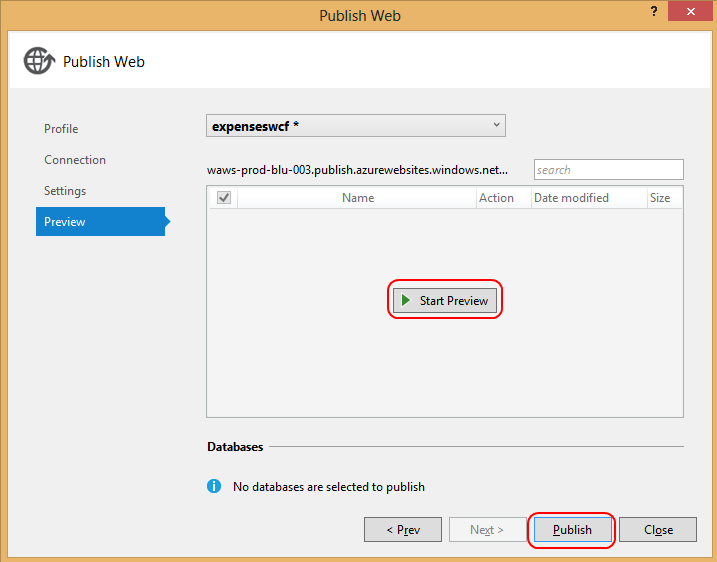 Publish Web
?
Publish Web
Profile
Connection
Settings
Preview
expenseswcf *
waws-prod-blu-003.publish.azurewebsites.windows.net...
search
Name Action Date modified Size
Start Preview
Databases
No databases are selected to publish
< Prev Next > Publish Close